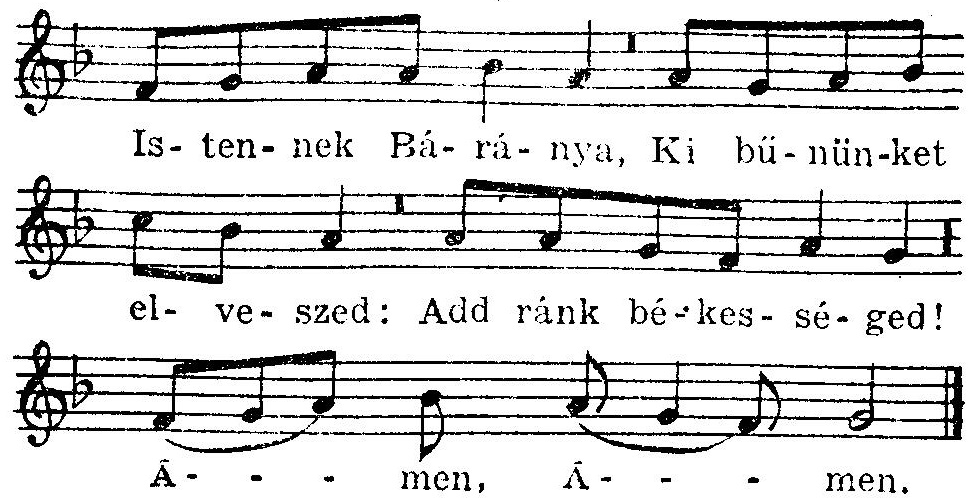 Is- ten- nek Bá- rá- nya, Ki bű- nün-ket
el- ve- szed: Add ránk bé- kes- sé- ged!
Á- - - men, Á- - - men.